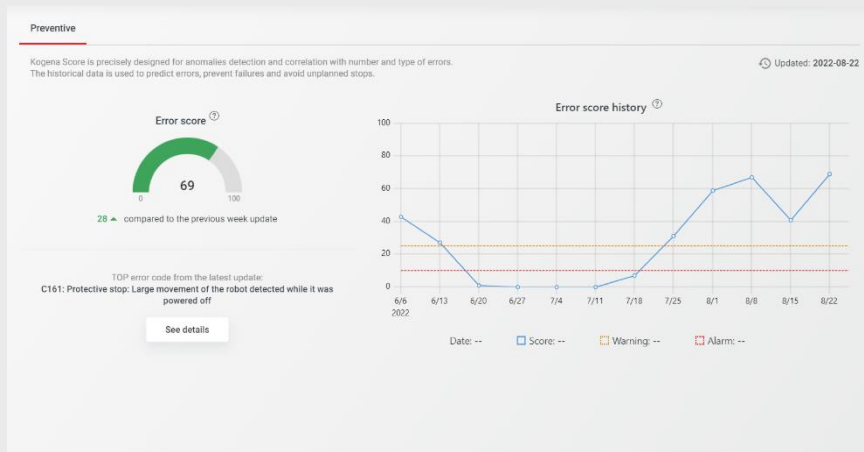 Preventive
Kogena Score is precisely designed for anomalies detection and correlation with number and type of errors.
The historical data is used to predict errors, prevent failures and avoid unplanned stops.
Updated: 2022-08-22
Error score ?
69
0
100
28 ▲ compared to the previous week update
TOP error code from the latest update:
C161: Protective stop: Large movement of the robot detected while it was
powered off
See details
Error score history ?
100
80
60
40
20
0
6/6 6/13 6/20 6/27 7/4 7/11 7/18 7/25 8/1 8/8 8/15 8/22
2022
Date: -- Score: -- Warning: -- Alarm: --